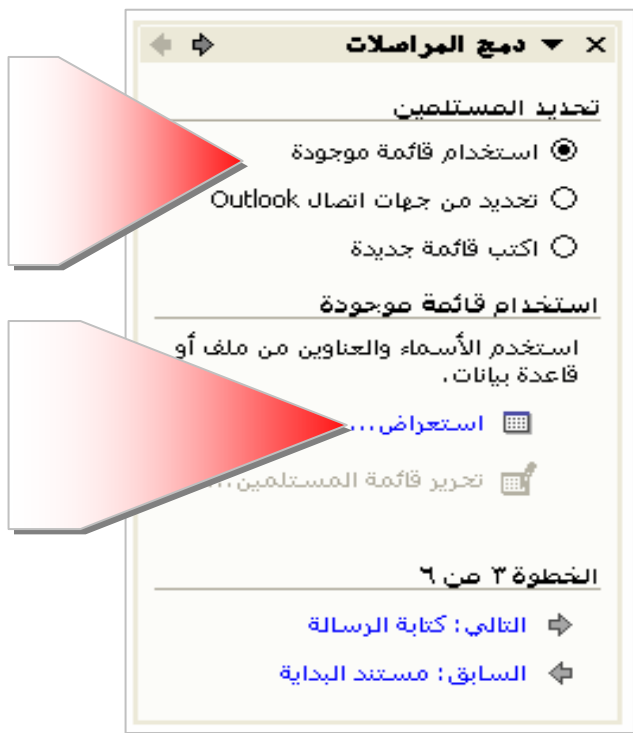 دمج المراسلات
تحديد المستلمين
استخدام قائمة موجودة
تحديد من جهات اتصال Outlook
اكتب قائمة جديدة
استخدام قائمة موجودة
استخدم الأسماء والعناوين من ملف أو
قاعدة بيانات.
استعراض...
تحرير قائمة المستلمين...
الخطوة ٣ من ٦
التالي: كتابة الرسالة
السابق: مستند البداية